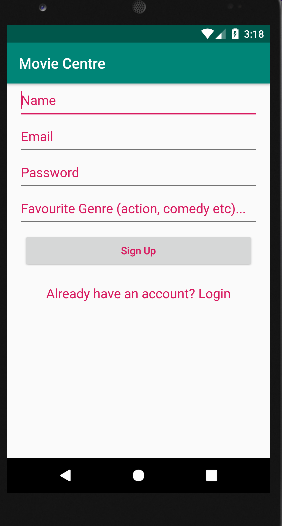 3:18
Movie Centre
Name
Email
Password
Favourite Genre (action, comedy etc)...
Sign Up
Already have an account? Login